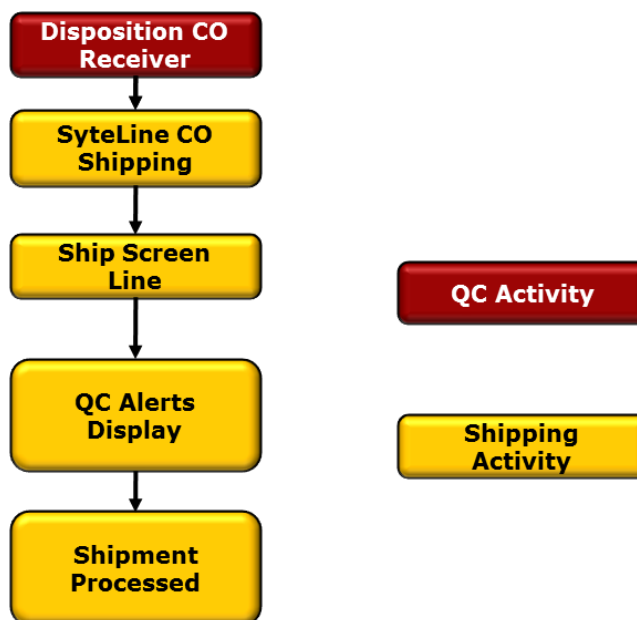 Disposition CO
Receiver
SyteLine CO
Shipping
Ship Screen
Line
QC Activity
QC Alerts
Display
Shipping
Activity
Shipment
Processed